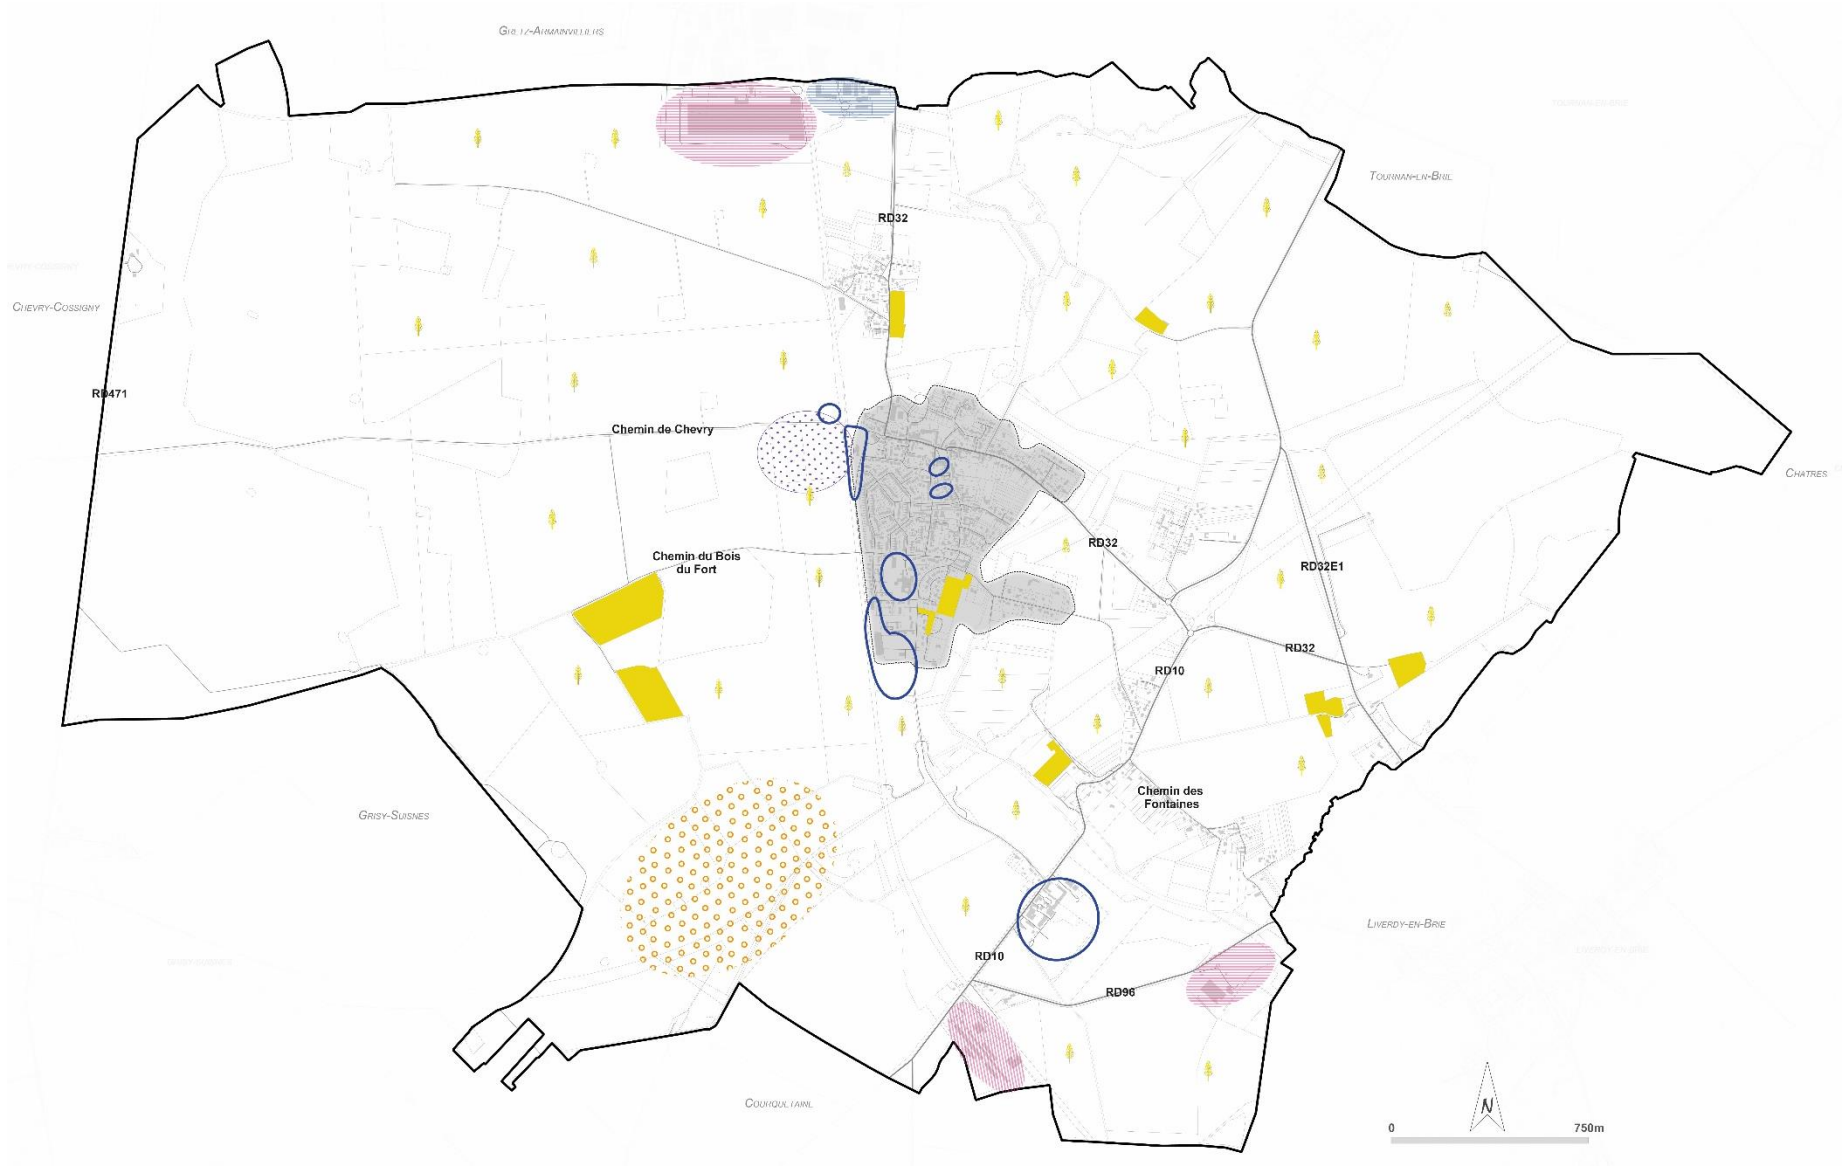 GRETZ-ARMAINVILLIERS
TOURNAN-EN-BRIE
RD32
CHEVRY-COSSIGNY
RD471
Chemin de Chevry
CHATRES
RD32
Chemin du Bois
du Fort
RD32E1
RD32
RD10
Chemin des
Fontaines
GRISY-SUISNES
LIVERDY-EN-BRIE
RD10
RD96
COURQUETAINE
N
0 750m